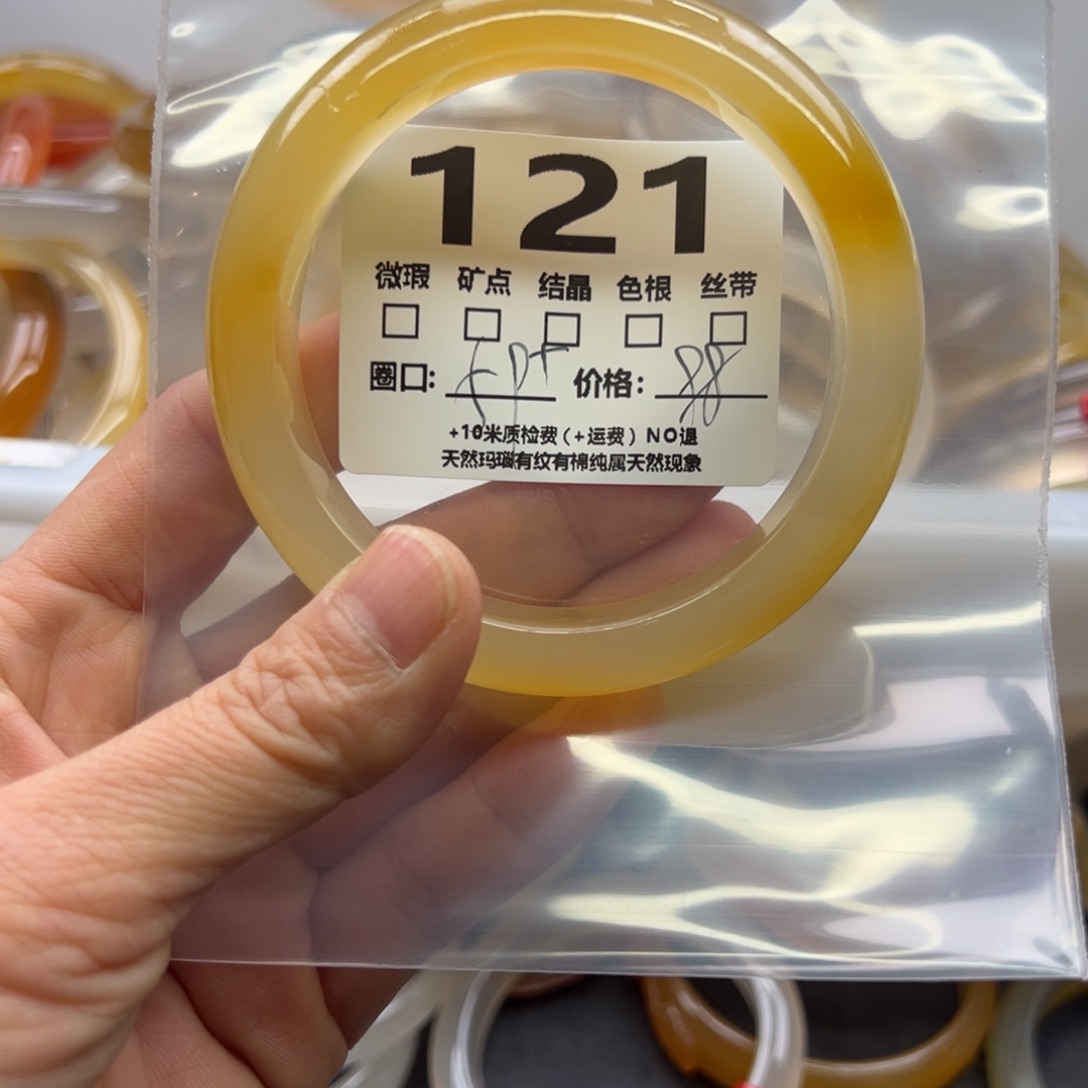 121
微瑕 矿点 结晶 色根 丝带
圈口: 价格: 88
+10米质检费(+运费) NO退
天然玛瑙有纹有棉纯属天然现象